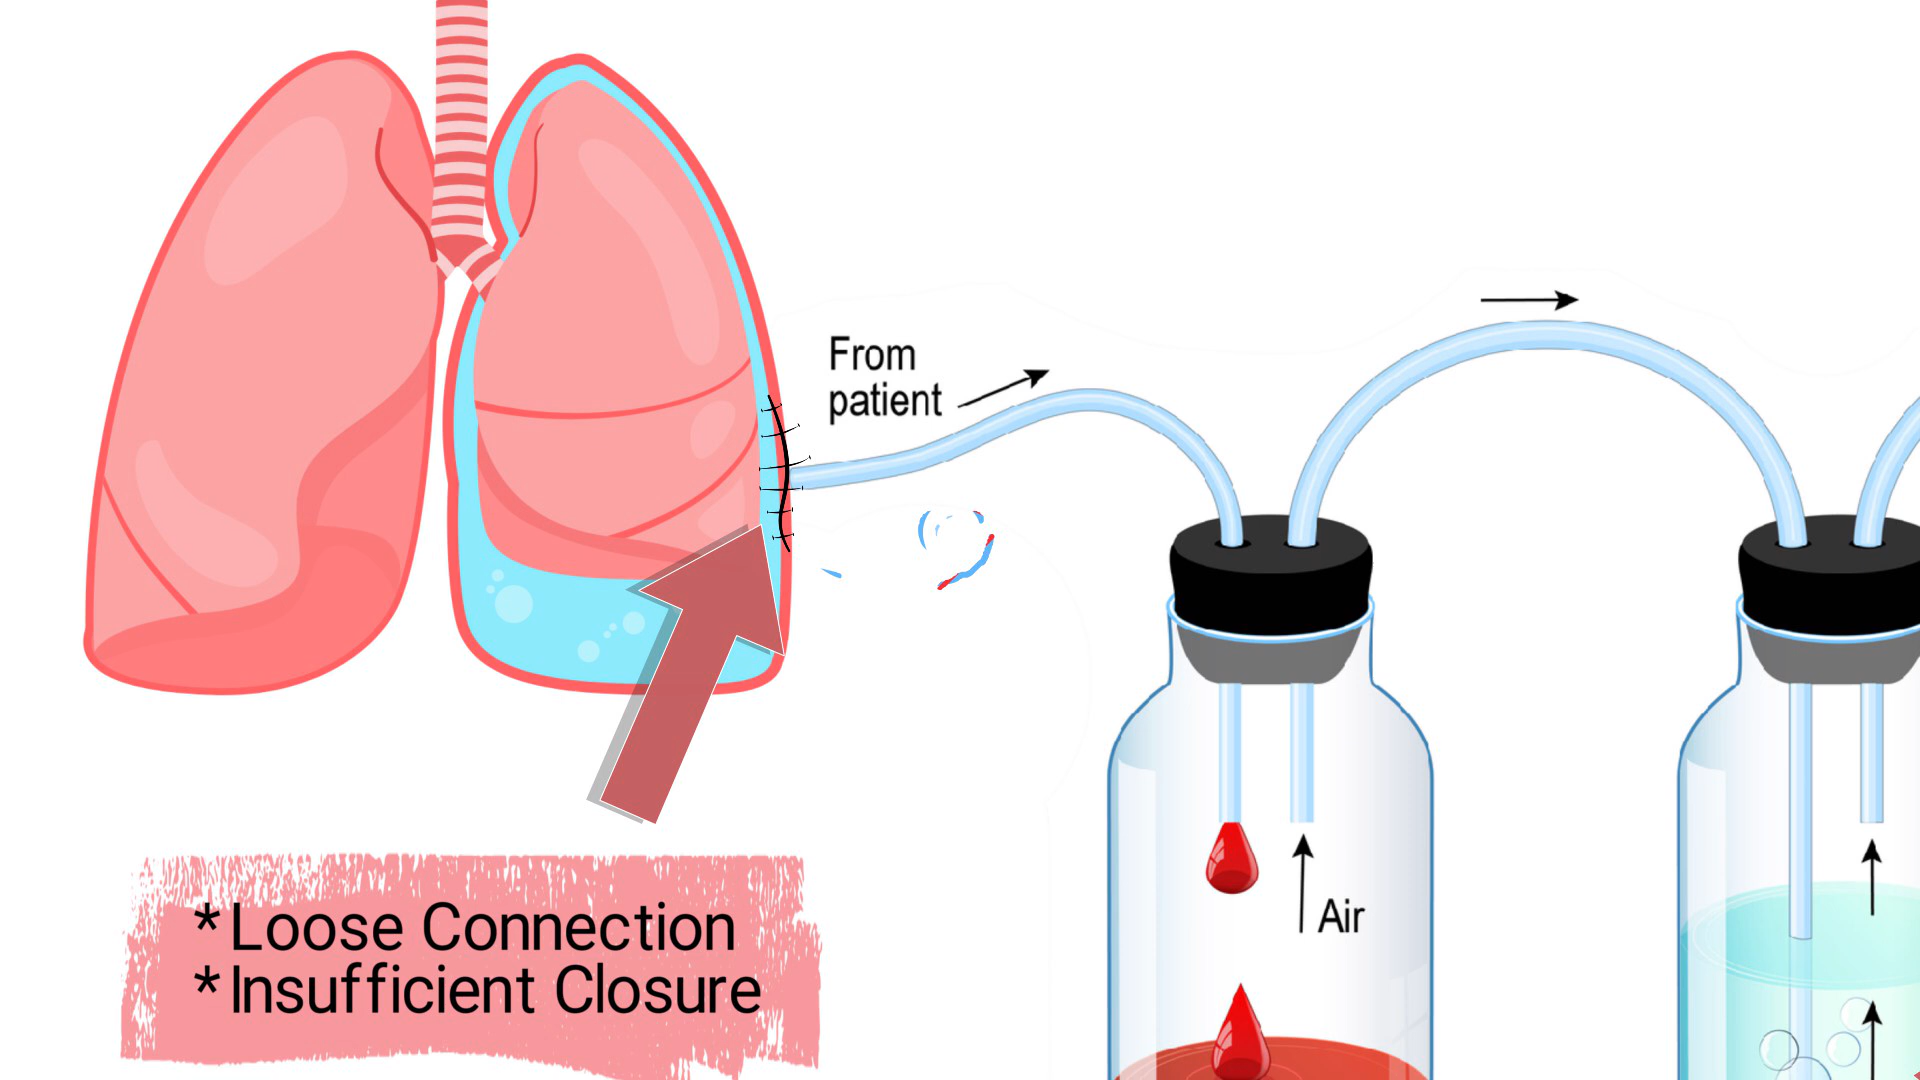 From
patient
Air
*Loose Connection
*Insufficient Closure